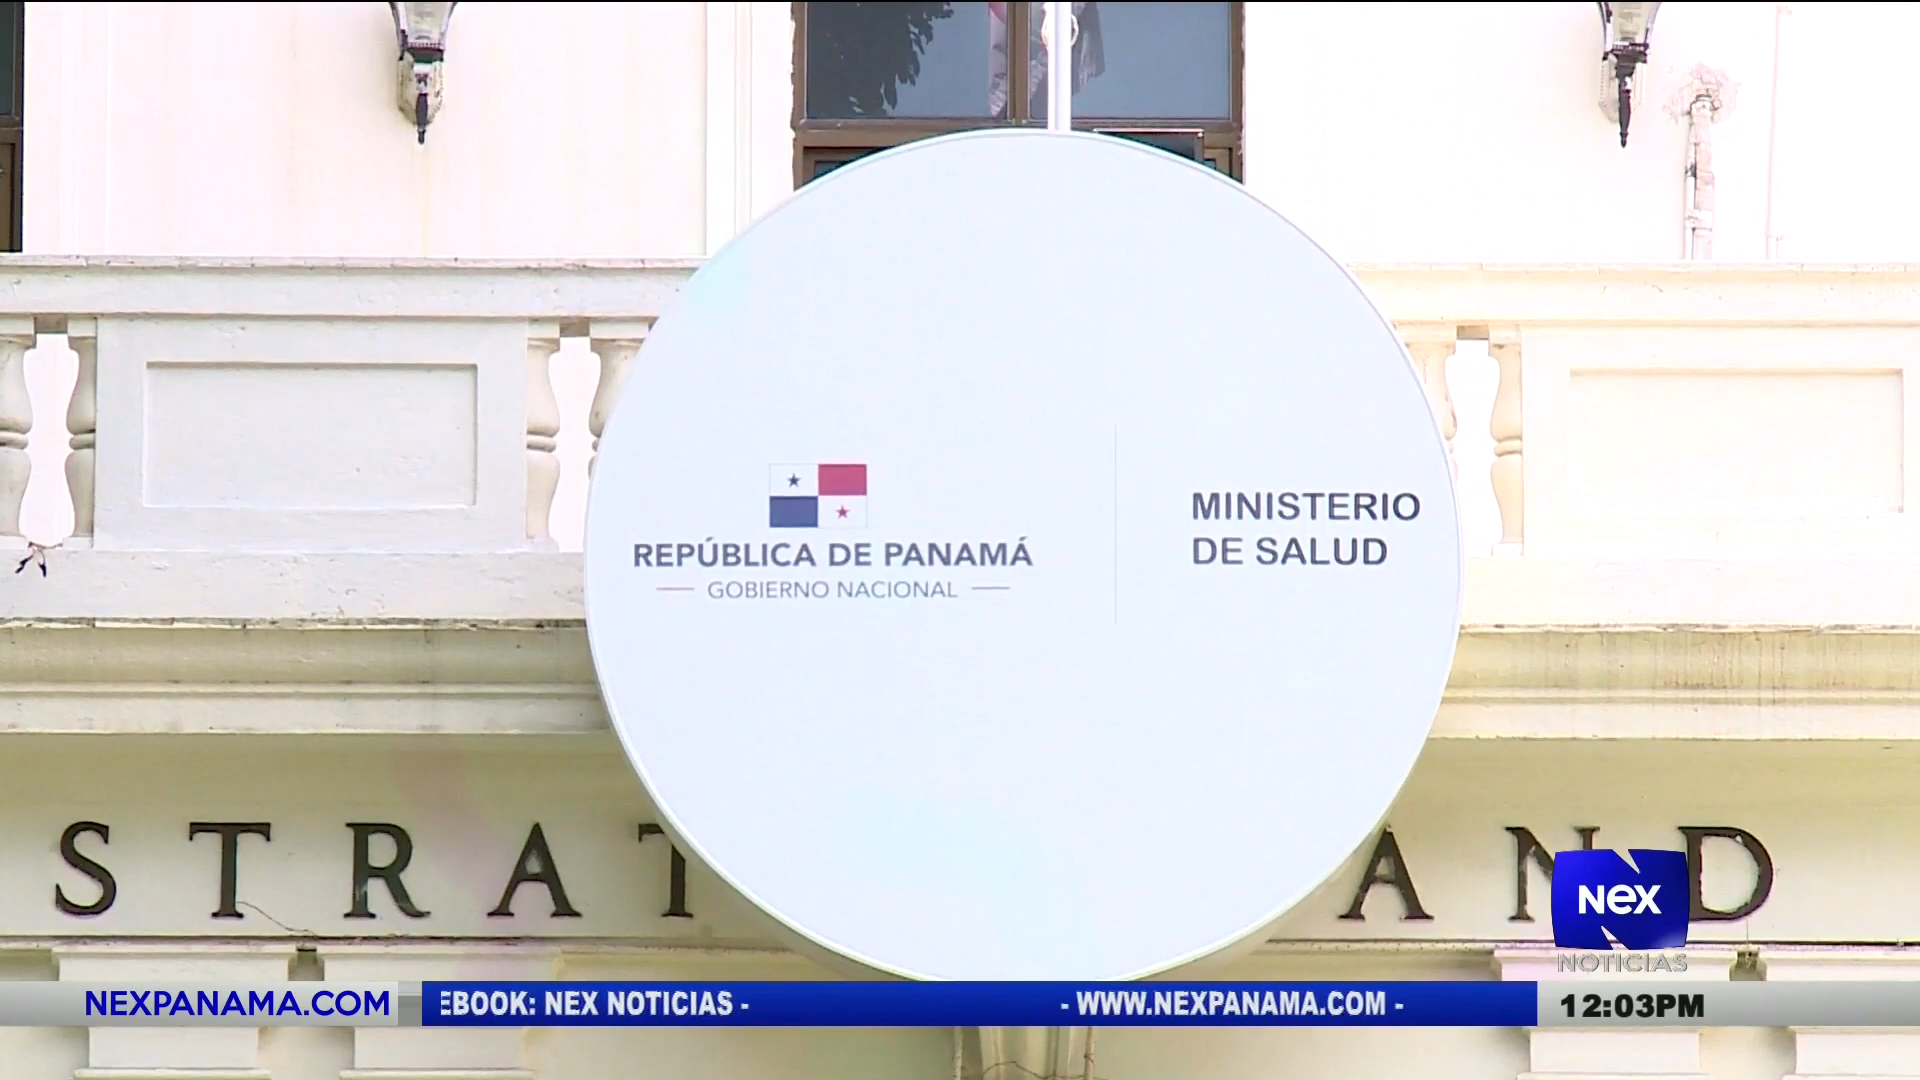 REPÚBLICA DE PANAMÁ
GOBIERNO NACIONAL
MINISTERIO
DE SALUD
STRAT AND
NEX
NOTICIAS
NEXPANAMA.COM
EBOOK: NEX NOTICIAS -
- WWW.NEXPANAMA.COM -
12:03PM